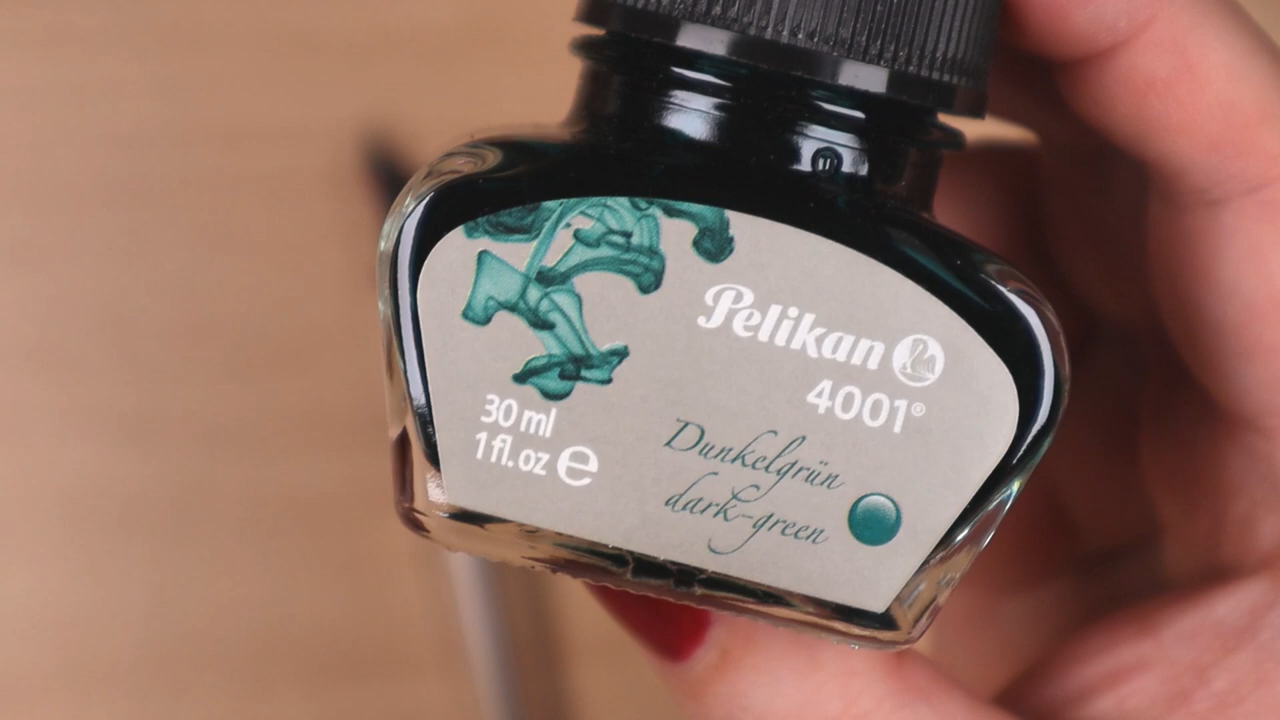 Pelikan
4001®
30 ml
1 fl. oz ℮
Dunkelgrün
dark-green